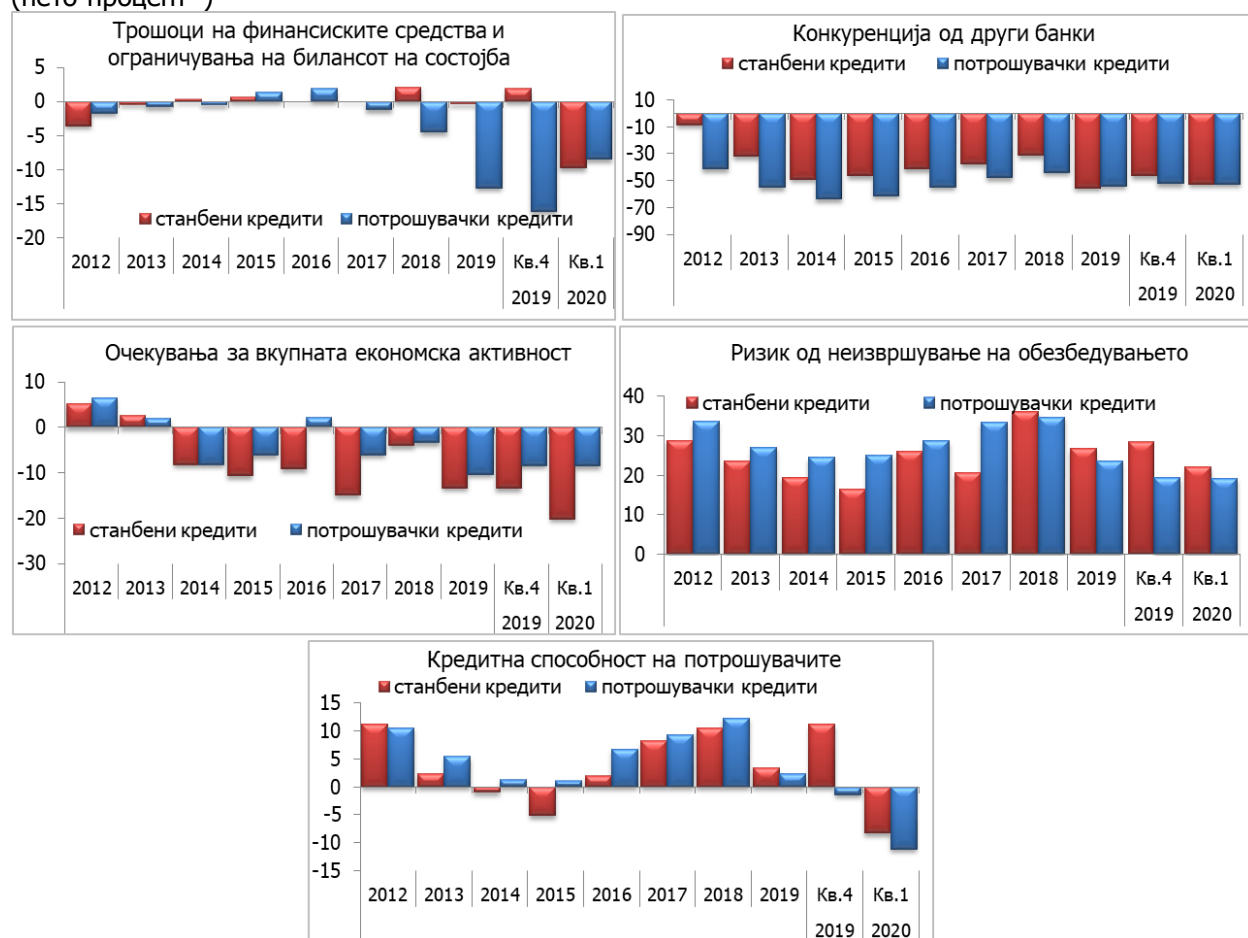 (нето процент )
Трошоци на финансиските средства и
ограничувања на билансот на состојба
5
0
-5
-10
-15
-20
станбени кредити потрошувачки кредити
2012 2013 2014 2015 2016 2017 2018 2019 Кв.4 Кв.1
2019 2020
Конкуренција од други банки
станбени кредити потрошувачки кредити
10
-10
-30
-50
-70
-90
2012 2013 2014 2015 2016 2017 2018 2019 Кв.4 Кв.1
2019 2020
Очекувања за вкупната економска активност
10
0
-10
-20
-30
станбени кредити потрошувачки кредити
2012 2013 2014 2015 2016 2017 2018 2019 Кв.4 Кв.1
2019 2020
Ризик од неизвршување на обезбедувањето
40
30
20
10
0
станбени кредити потрошувачки кредити
2012 2013 2014 2015 2016 2017 2018 2019 Кв.4 Кв.1
2019 2020
Кредитна способност на потрошувачите
станбени кредити потрошувачки кредити
15
10
5
0
-5
-10
-15
2012 2013 2014 2015 2016 2017 2018 2019 Кв.4 Кв.1
2019 2020